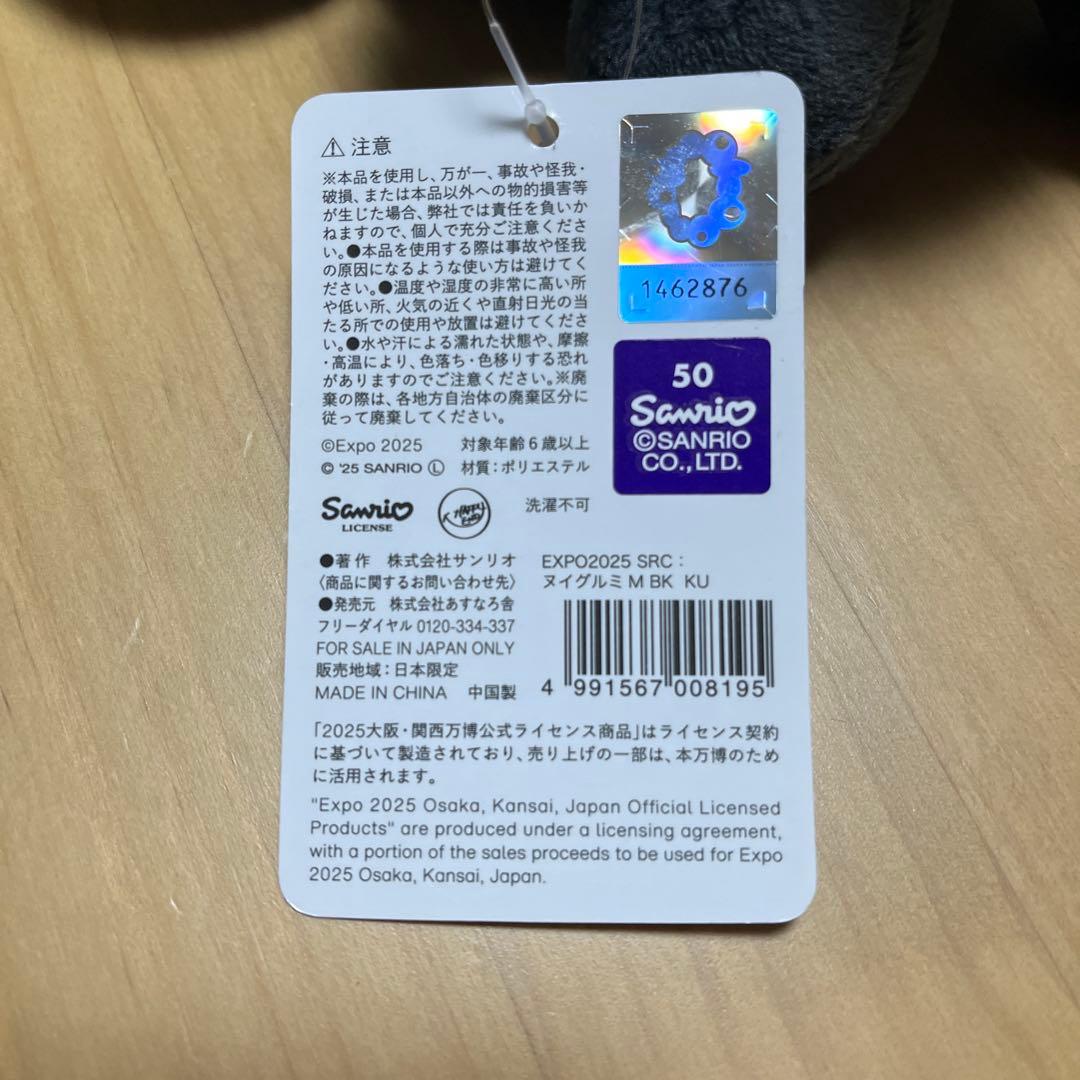 ⚠ 注意
※本品を使用し、万が一、事故や怪我・
破損、または本品以外への物的損害等
が生じた場合、弊社では責任を負いか
ねますので、個人で充分ご注意くださ
い。●本品を使用する際は事故や怪我
の原因になるような使い方は避けてく
ださい。●温度や湿度の非常に高い所
や低い所、火気の近くや直射日光の当
たる所での使用や放置は避けてくださ
い。●水や汗による濡れた状態や、摩擦
・高温により、色落ち・色移りする恐れ
がありますのでご注意ください。※廃
棄の際は、各地方自治体の廃棄区分に
従って廃棄してください。
©Expo 2025 対象年齢6歳以上
© '25 SANRIO Ⓛ 材質：ポリエステル
Sanrio
LICENSE
HAPPY
洗濯不可
1462876
50
Sanrio
©SANRIO
CO.,LTD.
●著作 株式会社サンリオ
〈商品に関するお問い合わせ先〉
●発売元 株式会社あすなろ舎
フリーダイヤル 0120-334-337
FOR SALE IN JAPAN ONLY
販売地域：日本限定
MADE IN CHINA 中国製
EXPO2025 SRC：
ヌイグルミ M BK KU
4 991567 008195
「2025大阪・関西万博公式ライセンス商品」はライセンス契約
に基づいて製造されており、売り上げの一部は、本万博のため
に活用されます。
"Expo 2025 Osaka, Kansai, Japan Official Licensed
Products" are produced under a licensing agreement,
with a portion of the sales proceeds to be used for Expo
2025 Osaka, Kansai, Japan.